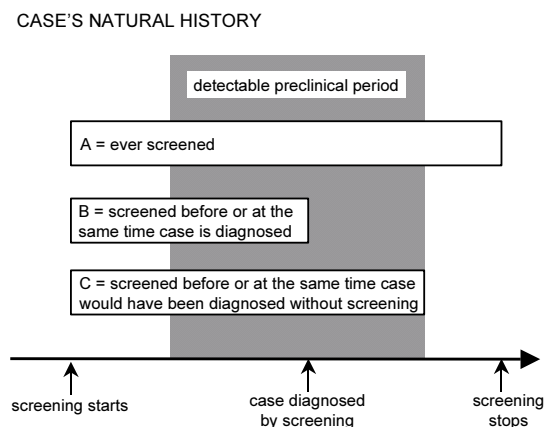 CASE'S NATURAL HISTORY
detectable preclinical period
A = ever screened
B = screened before or at the
same time case is diagnosed
C = screened before or at the same time case
would have been diagnosed without screening
screening starts
case diagnosed
by screening
screening
stops